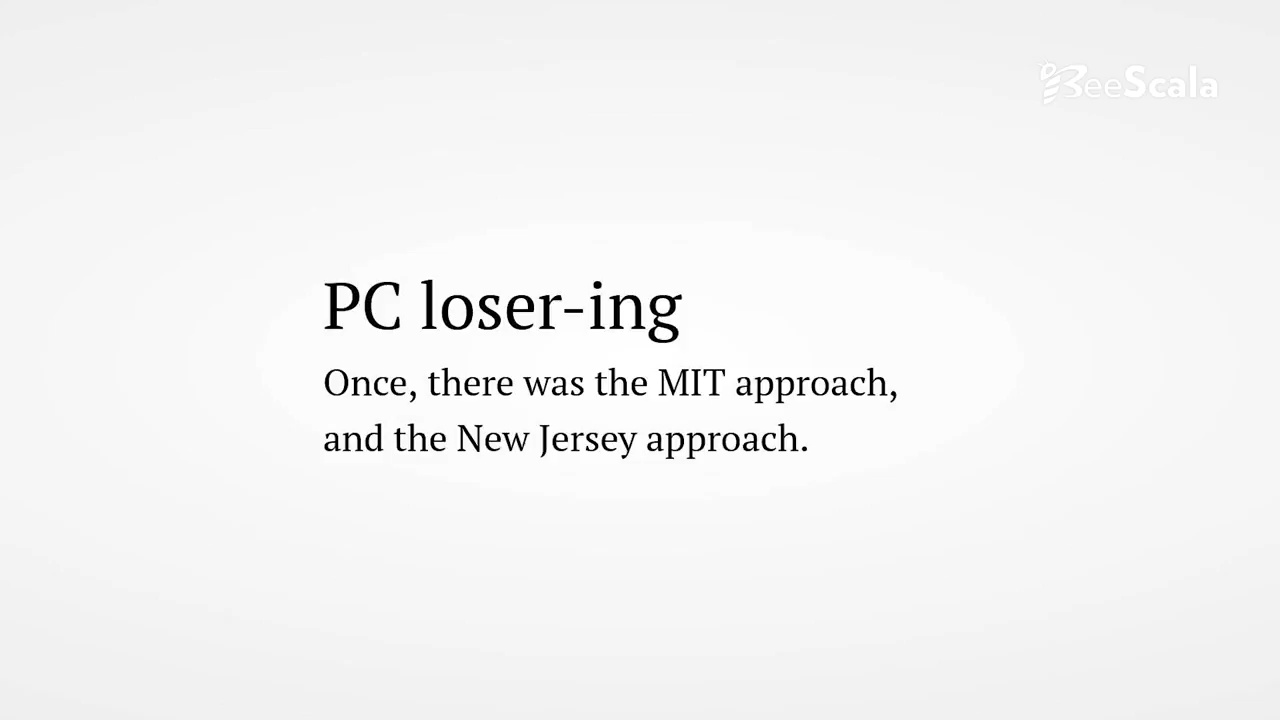 BeeScala
PC loser-ing
Once, there was the MIT approach,
and the New Jersey approach.